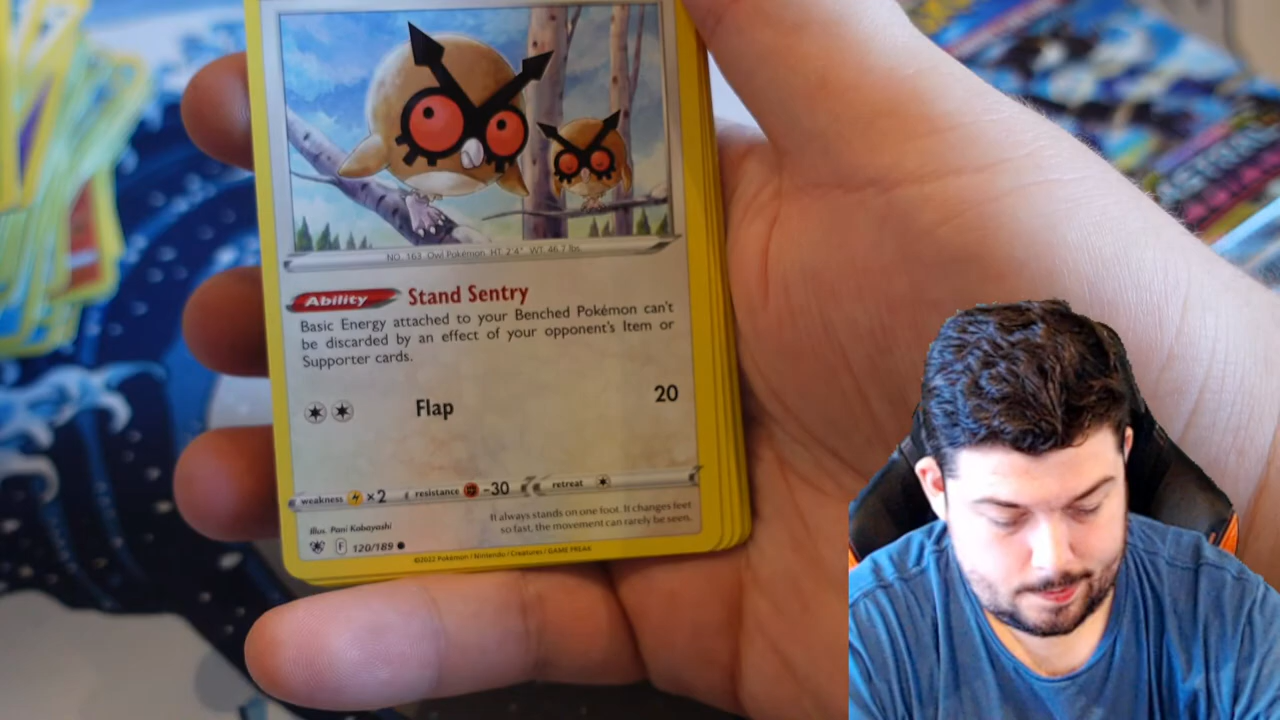 NO. 163 Owl Pokémon HT: 2'4" WT: 46.7 lbs.
Ability Stand Sentry
Basic Energy attached to your Benched Pokémon can't
be discarded by an effect of your opponent's Item or
Supporter cards.
Flap 20
weakness ×2 resistance -30 retreat
Illus. Pani Kobayashi
It always stands on one foot. It changes feet
so fast, the movement can rarely be seen.
F 120/189
©2022 Pokémon / Nintendo / Creatures / GAME FREAK
ASTRAL